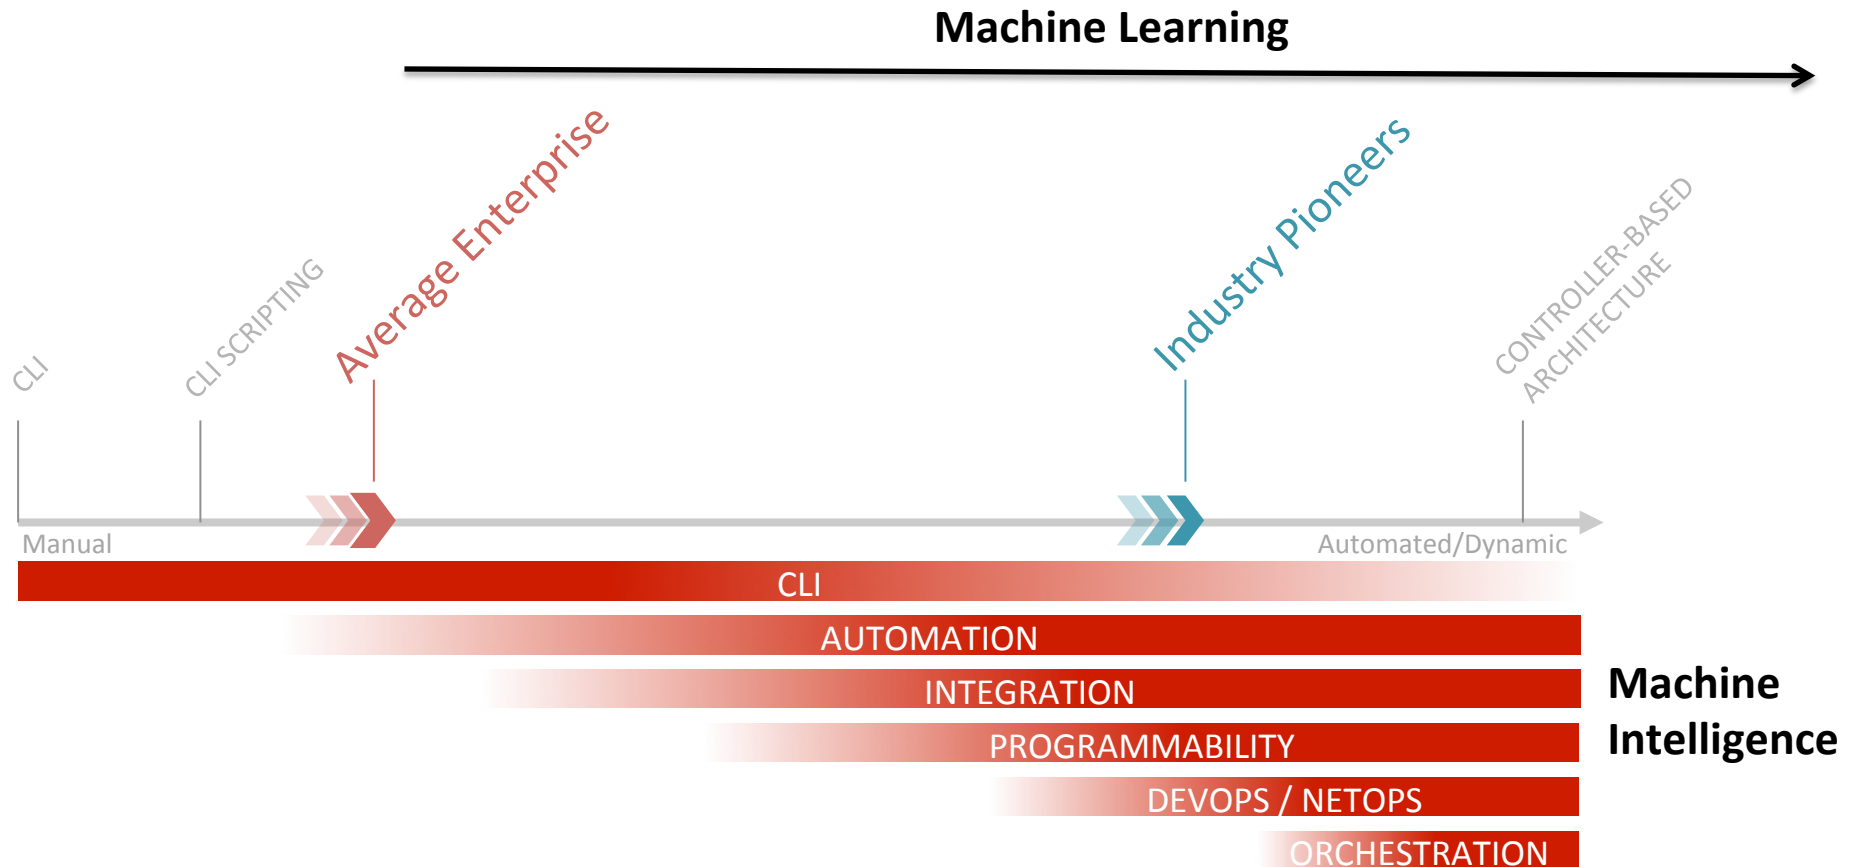 Machine Learning
CLI
CLI SCRIPTING
Average Enterprise
Industry Pioneers
CONTROLLER-BASED
ARCHITECTURE
Manual
Automated/Dynamic
CLI
AUTOMATION
INTEGRATION
PROGRAMMABILITY
DEVOPS / NETOPS
ORCHESTRATION
Machine
Intelligence